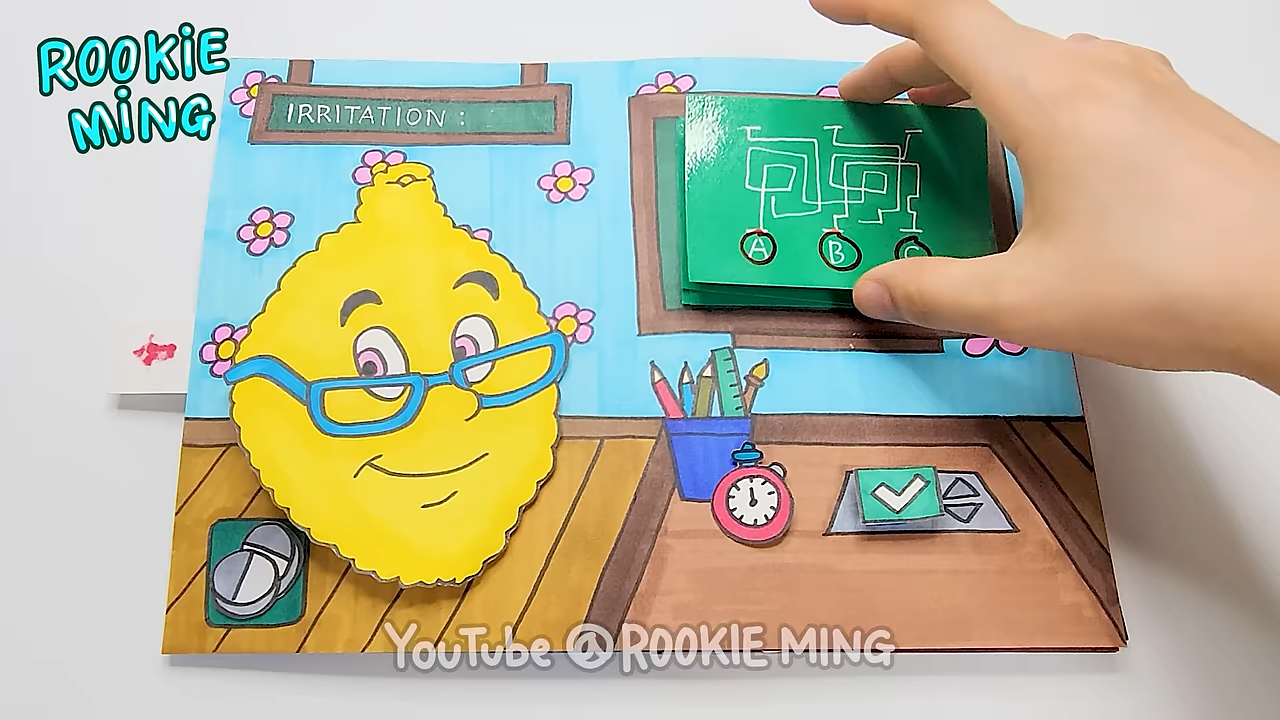 ROOKiE
MiNG
IRRITATION :
A B C
YouTube @ROOKIE MING